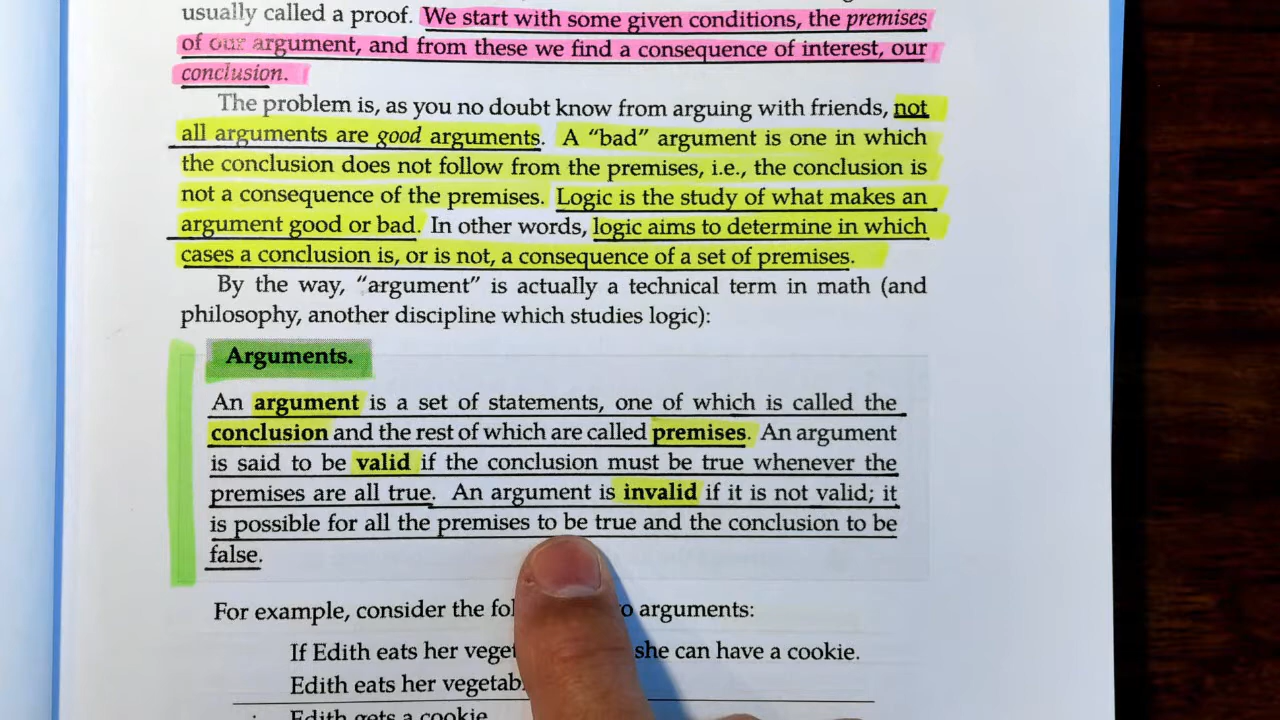 usually called a proof. We start with some given conditions, the premises
of our argument, and from these we find a consequence of interest, our
conclusion.
The problem is, as you no doubt know from arguing with friends, not
all arguments are good arguments. A “bad” argument is one in which
the conclusion does not follow from the premises, i.e., the conclusion is
not a consequence of the premises. Logic is the study of what makes an
argument good or bad. In other words, logic aims to determine in which
cases a conclusion is, or is not, a consequence of a set of premises.
By the way, “argument” is actually a technical term in math (and
philosophy, another discipline which studies logic):
Arguments.
An argument is a set of statements, one of which is called the
conclusion and the rest of which are called premises. An argument
is said to be valid if the conclusion must be true whenever the
premises are all true. An argument is invalid if it is not valid; it
is possible for all the premises to be true and the conclusion to be
false.
For example, consider the arguments:
If Edith eats her she can have a cookie.
Edith eats her
∴ Edith gets a cookie